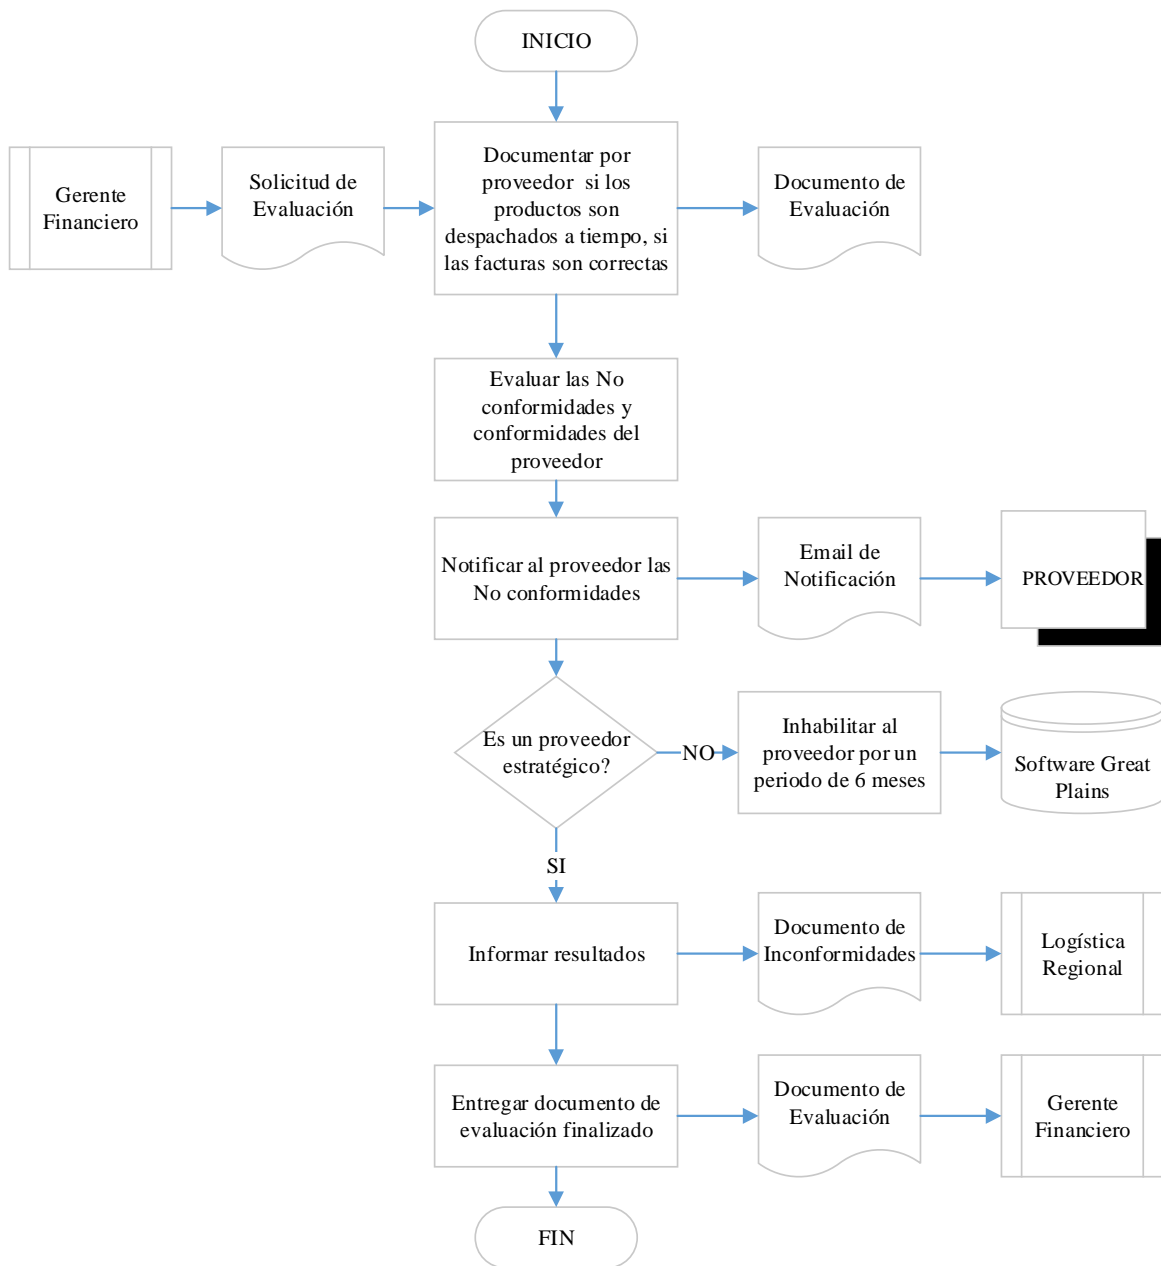 INICIO
Gerente
Financiero
Solicitud de
Evaluación
Documentar por
proveedor si los
productos son
despachados a tiempo, si
las facturas son correctas
Documento de
Evaluación
Evaluar las No
conformidades y
conformidades del
proveedor
Notificar al proveedor las
No conformidades
Email de
Notificación
PROVEEDOR
Es un proveedor
estratégico?
NO
Inhabilitar al
proveedor por un
periodo de 6 meses
Software Great
Plains
SI
Informar resultados
Documento de
Inconformidades
Logística
Regional
Entregar documento de
evaluación finalizado
Documento de
Evaluación
Gerente
Financiero
FIN